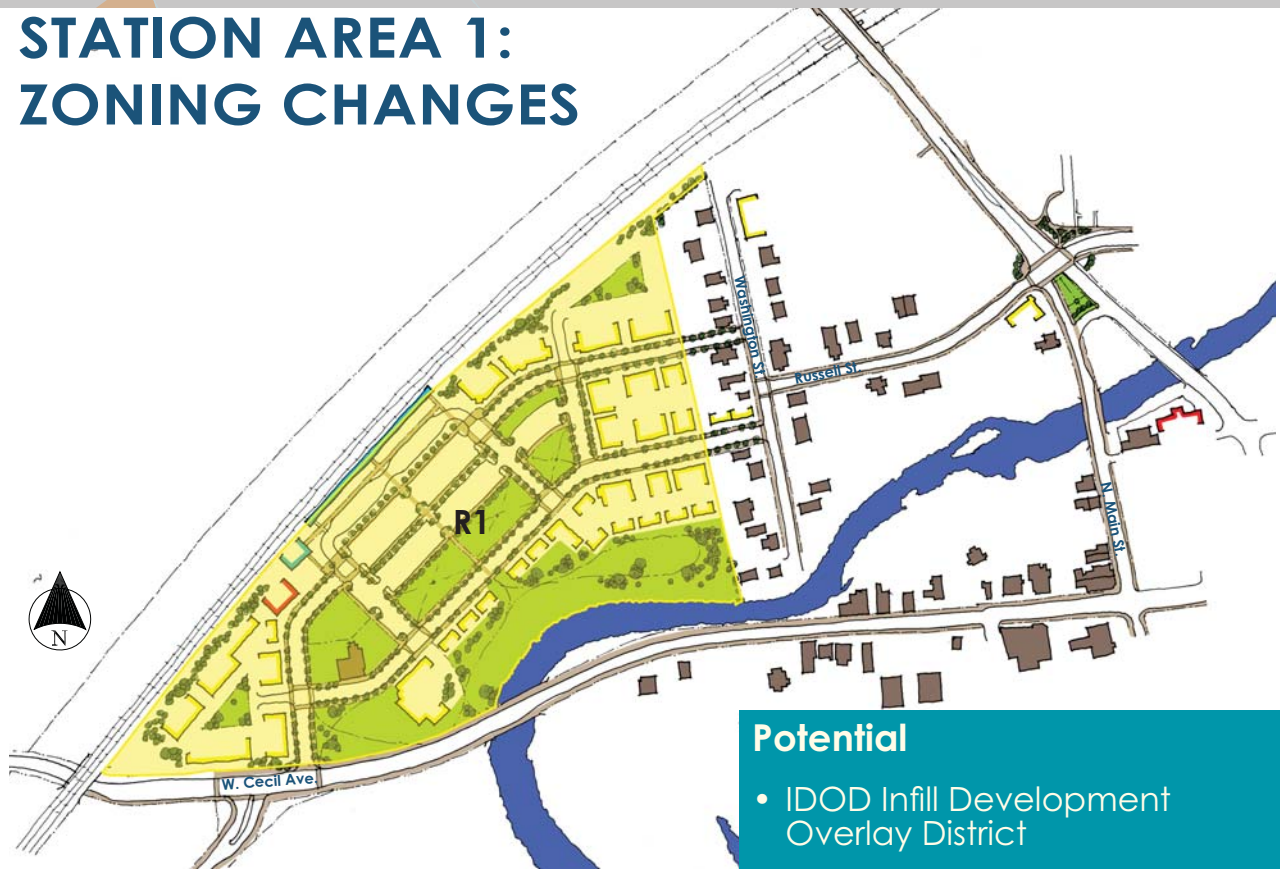 STATION AREA 1:
ZONING CHANGES
Washington St.
Russell St.
R1
N. Main St.
N
W. Cecil Ave.
Potential
• IDOD Infill Development
Overlay District